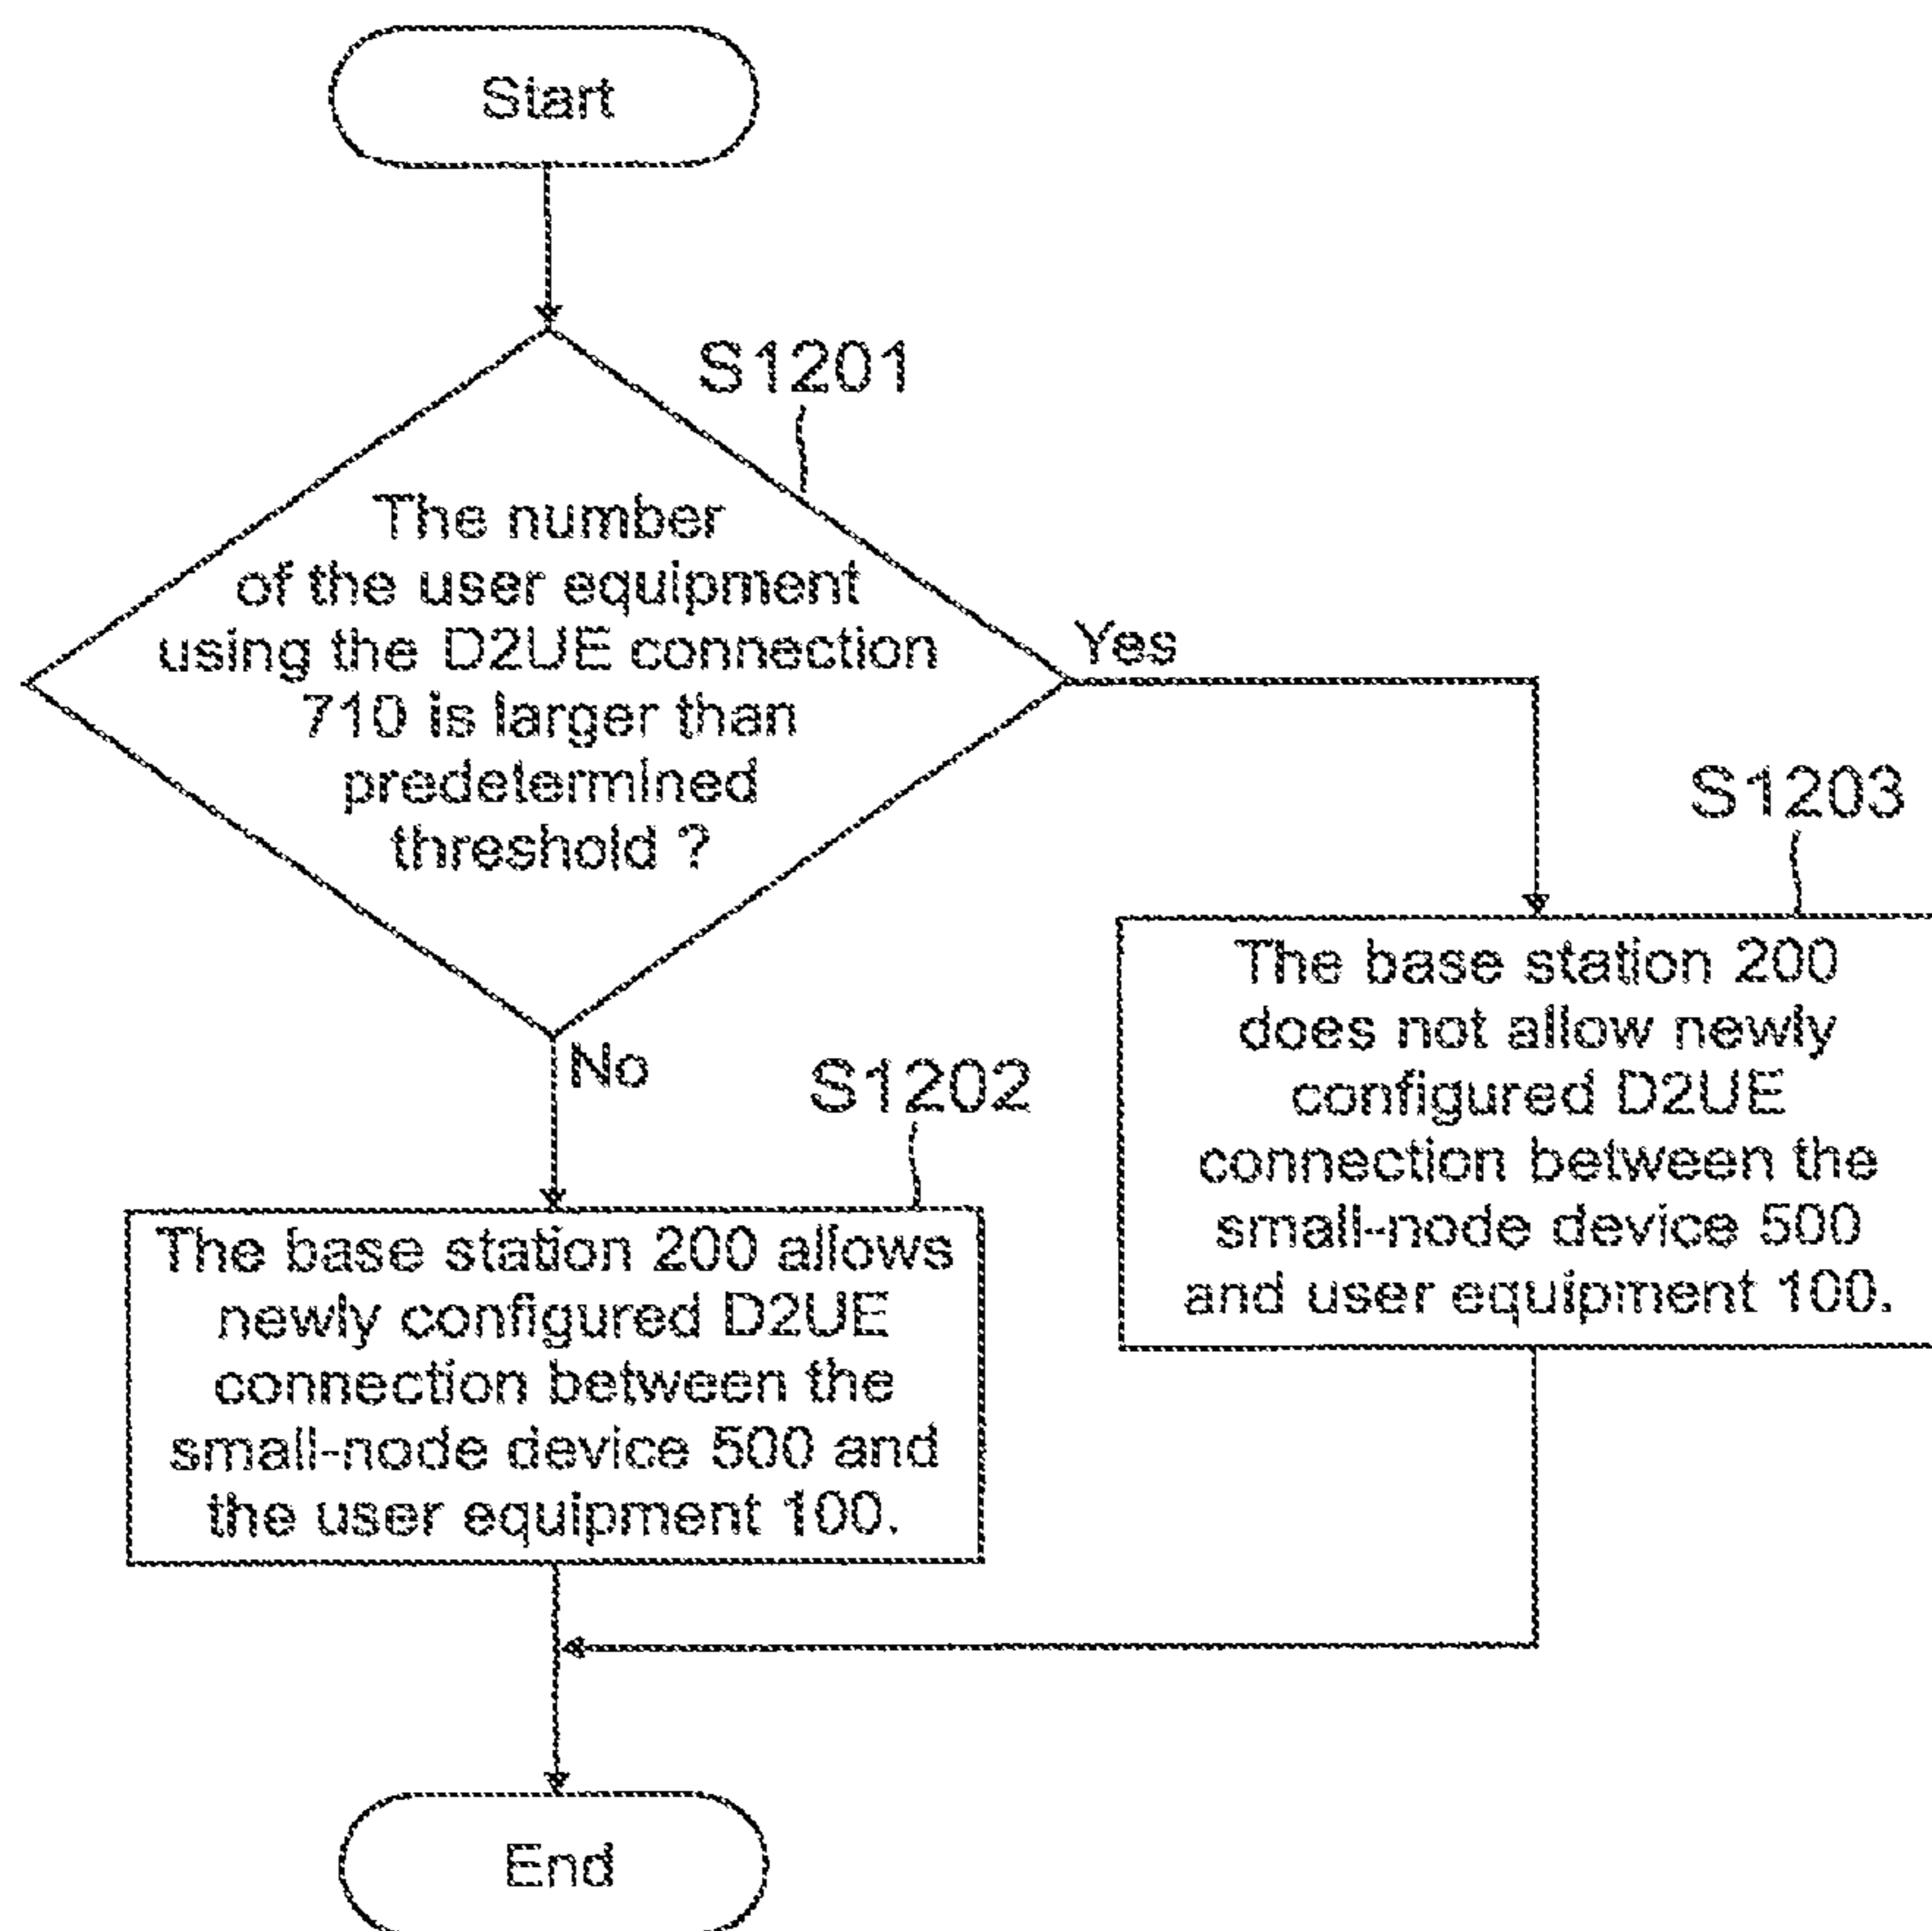 Start
S1201
The number
of the user equipment
using the D2UE connection
710 is larger than
predetermined
threshold ?
Yes
No
S1202
The base station 200 allows
newly configured D2UE
connection between the
small-node device 500 and
the user equipment 100.
S1203
The base station 200
does not allow newly
configured D2UE
connection between the
small-node device 500
and user equipment 100.
End